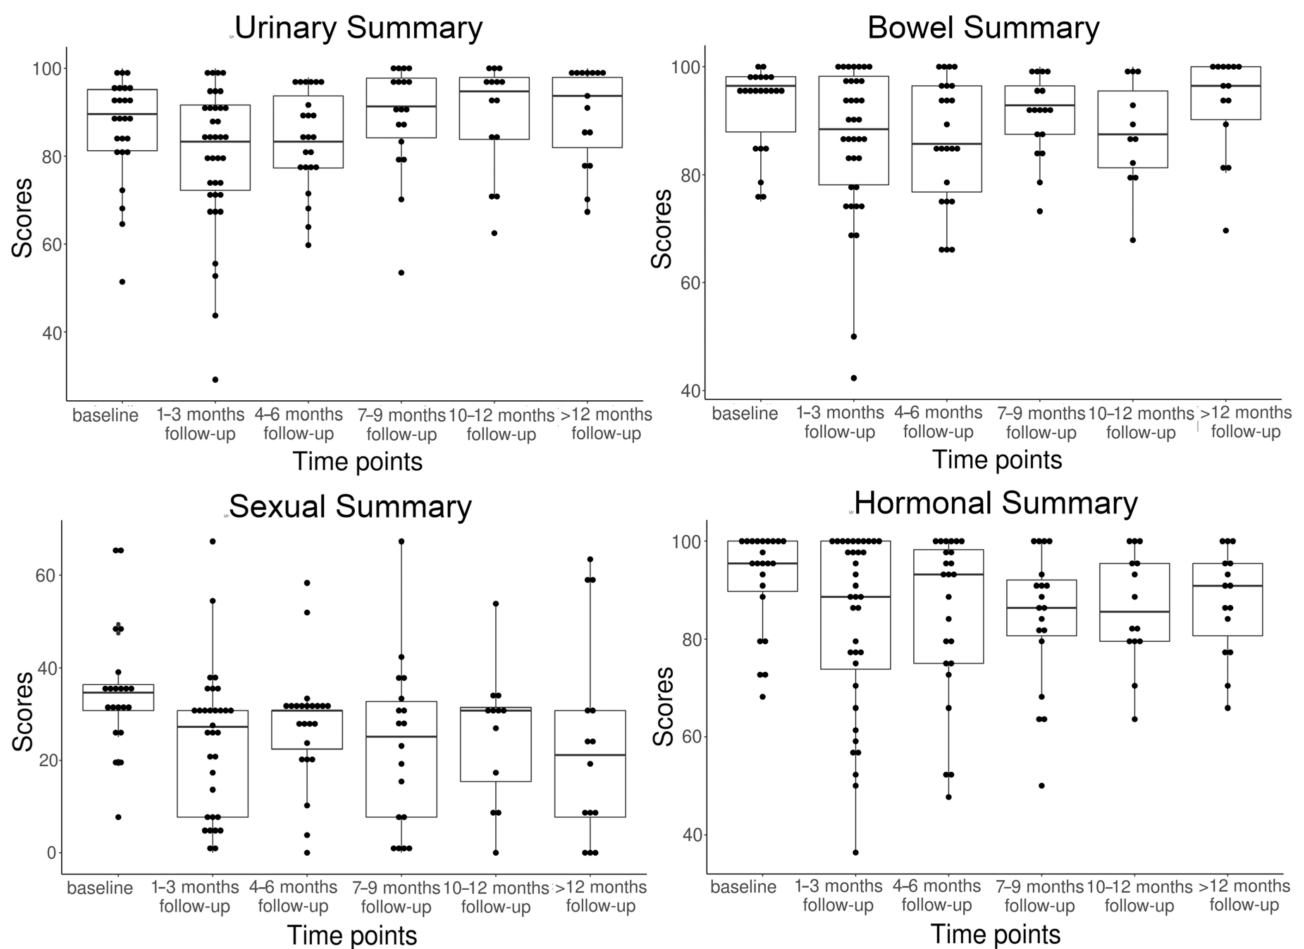 Urinary Summary
Scores
100
80
60
40
baseline 1–3 months 4–6 months 7–9 months 10–12 months >12 months
follow-up follow-up follow-up follow-up follow-up
Time points
Bowel Summary
Scores
100
80
60
40
baseline 1–3 months 4–6 months 7–9 months 10–12 months >12 months
follow-up follow-up follow-up follow-up follow-up
Time points
Sexual Summary
Scores
60
40
20
0
baseline 1–3 months 4–6 months 7–9 months 10–12 months >12 months
follow-up follow-up follow-up follow-up follow-up
Time points
Hormonal Summary
Scores
100
80
60
40
baseline 1–3 months 4–6 months 7–9 months 10–12 months >12 months
follow-up follow-up follow-up follow-up follow-up
Time points